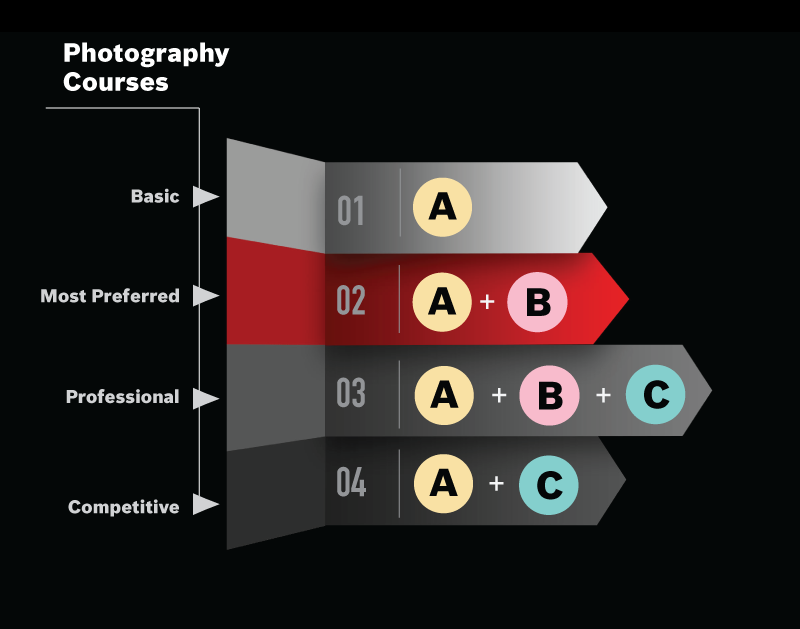 Photography
Courses
Basic
01 A
Most Preferred
02 A + B
Professional
03 A + B + C
Competitive
04 A + C